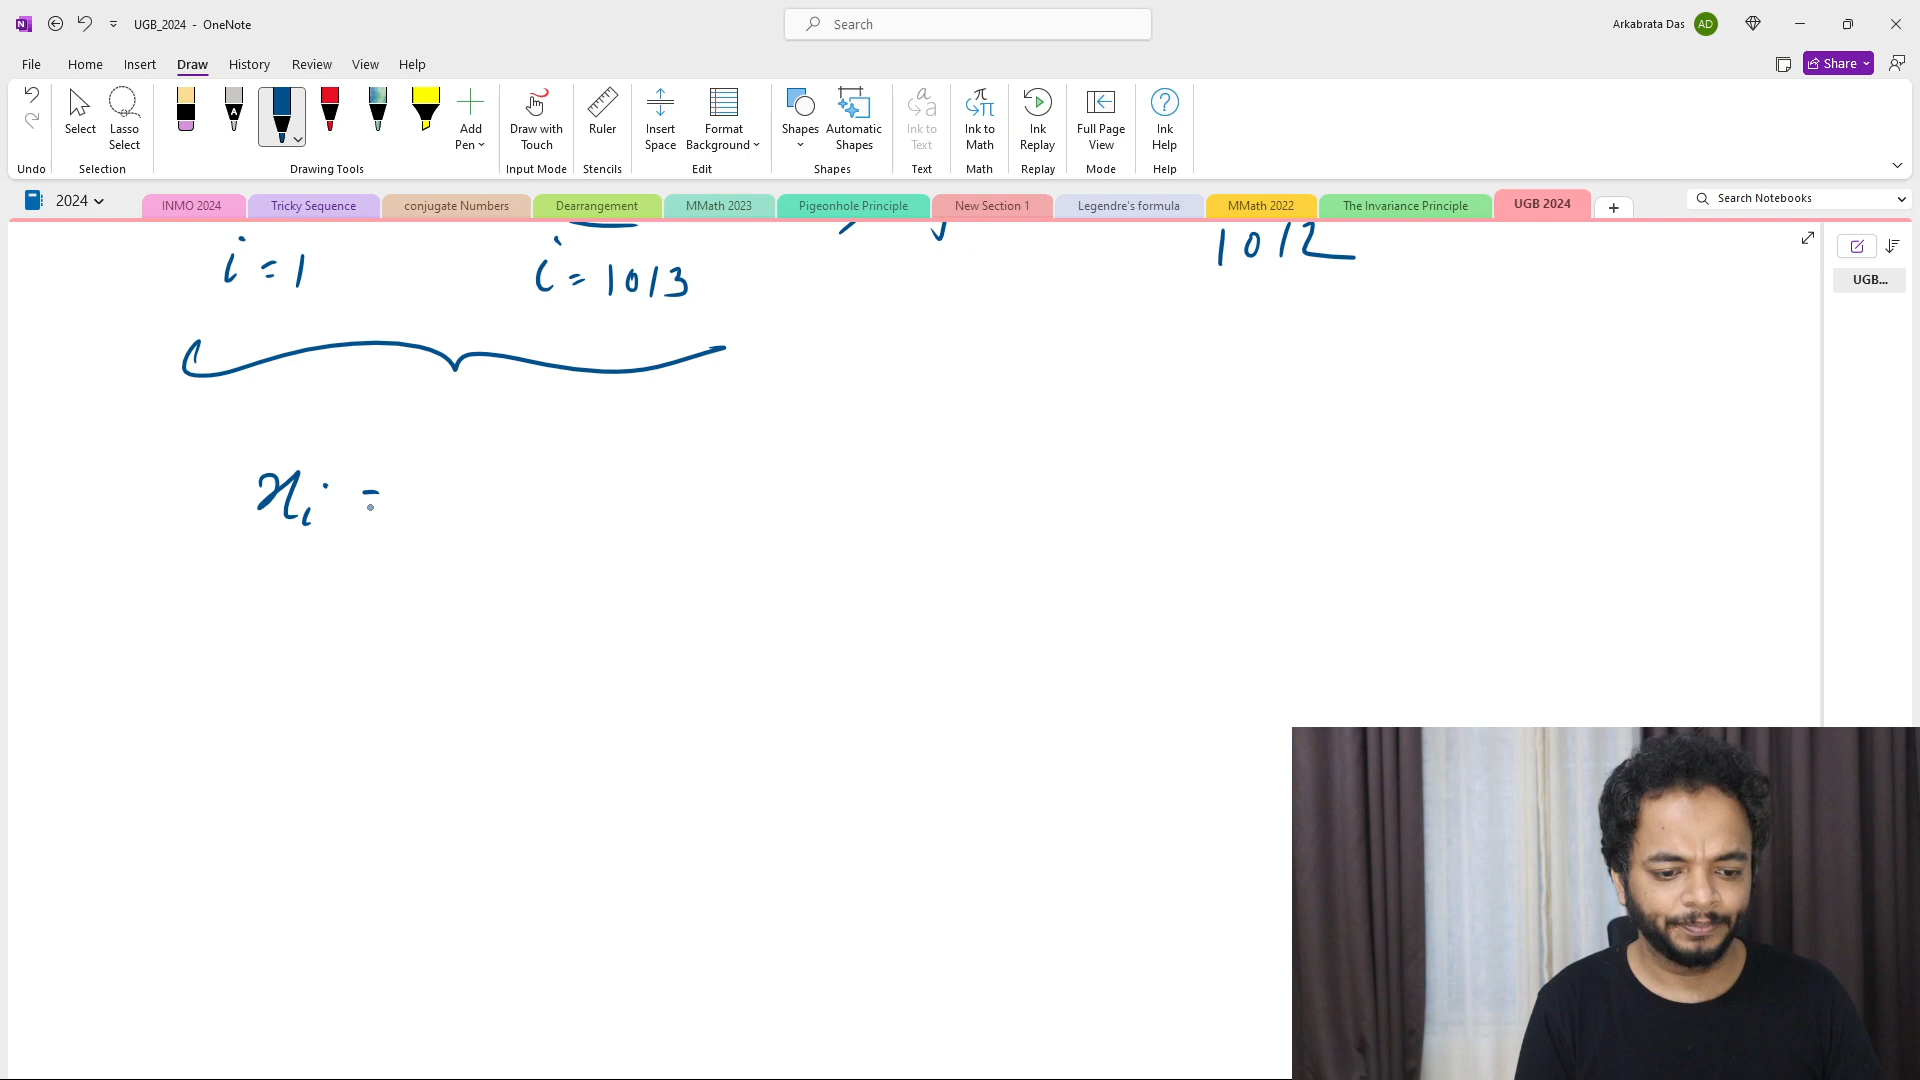 UGB_2024 - OneNote
Search
Arkabrata Das AD
File Home Insert Draw History Review View Help
Share
Select
Lasso Select
A
Add Pen
Draw with Touch
Ruler
Insert Space
Format Background
Shapes
Automatic Shapes
Ink to Text
Ink to Math
Ink Replay
Full Page View
Ink Help
Undo Selection Drawing Tools Input Mode Stencils Edit Shapes Text Math Replay Mode Help
2024
INMO 2024 Tricky Sequence conjugate Numbers Dearrangement MMath 2023 Pigeonhole Principle New Section 1 Legendre's formula MMath 2022 The Invariance Principle UGB 2024 +
Search Notebooks
UGB...
1012
i = 1
i = 1013
x_i =